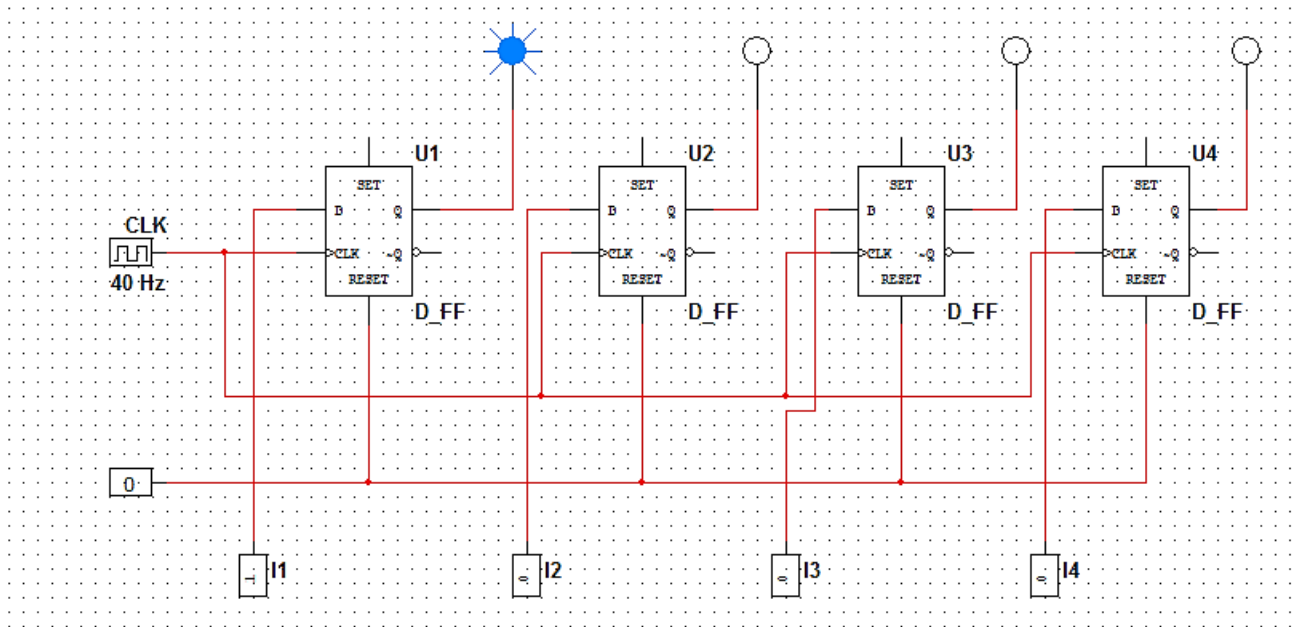 U1
U2
U3
U4
SET
SET
SET
SET
D Q
D Q
D Q
D Q
CLK
CLK ~Q
CLK ~Q
CLK ~Q
CLK ~Q
40 Hz
RESET
RESET
RESET
RESET
D_FF
D_FF
D_FF
D_FF
0
1 I1
0 I2
0 I3
0 I4